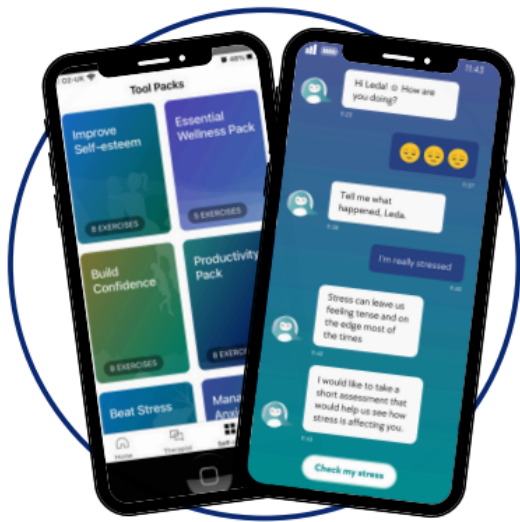 O2-UK
48%
Tool Packs
Improve
Self-esteem
8 EXERCISES
Essential
Wellness Pack
5 EXERCISES
Build
Confidence
8 EXERCISES
Productivity
Pack
8 EXERCISES
Beat Stress
Home
Therapist
11:43
Hi Leda! How are
you doing?
Tell me what
happened, Leda.
I'm really stressed
Stress can leave us
feeling tense and on
the edge most of
the times
I would like to take a
short assessment that
would help us see how
stress is affecting you.
Check my stress